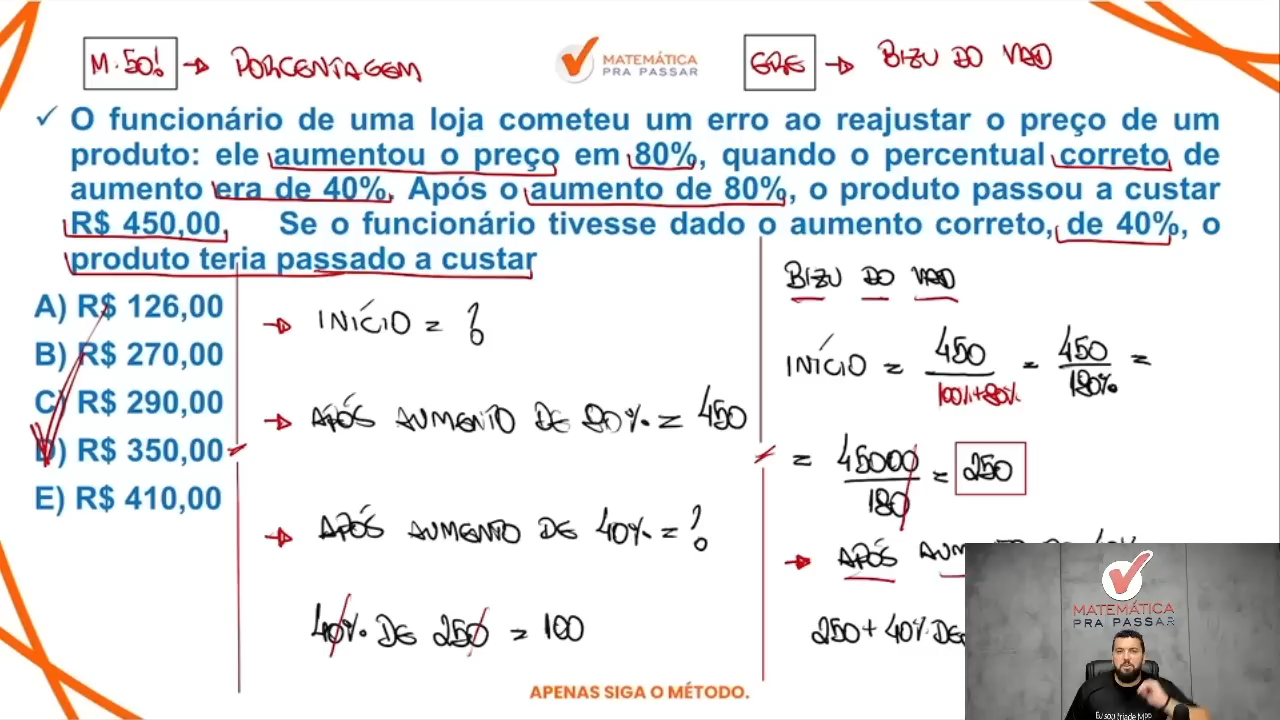 M.50! → PORCENTAGEM
MATEMÁTICA
PRA PASSAR
→ BIZU DO
✓ O funcionário de uma loja cometeu um erro ao reajustar o preço de um
produto: ele aumentou o preço em 80%, quando o percentual correto de
aumento era de 40%. Após o aumento de 80%, o produto passou a custar
R$ 450,00. Se o funcionário tivesse dado o aumento correto, de 40%, o
produto teria passado a custar
A) R$ 126,00
B) R$ 270,00
C) R$ 290,00
D) R$ 350,00
E) R$ 410,00
→ INÍCIO = ?
→ APÓS AUMENTO DE 80% = 450
→ APÓS AUMENTO DE 40% = ?
40% DE 250 = 100
BIZU DO
INÍCIO = 450 = 450 =
100%+80% 180%
= 45000 = 250
180
→ APÓS
250 + 40% DE
MATEMÁTICA
PRA PASSAR
APENAS SIGA O MÉTODO.